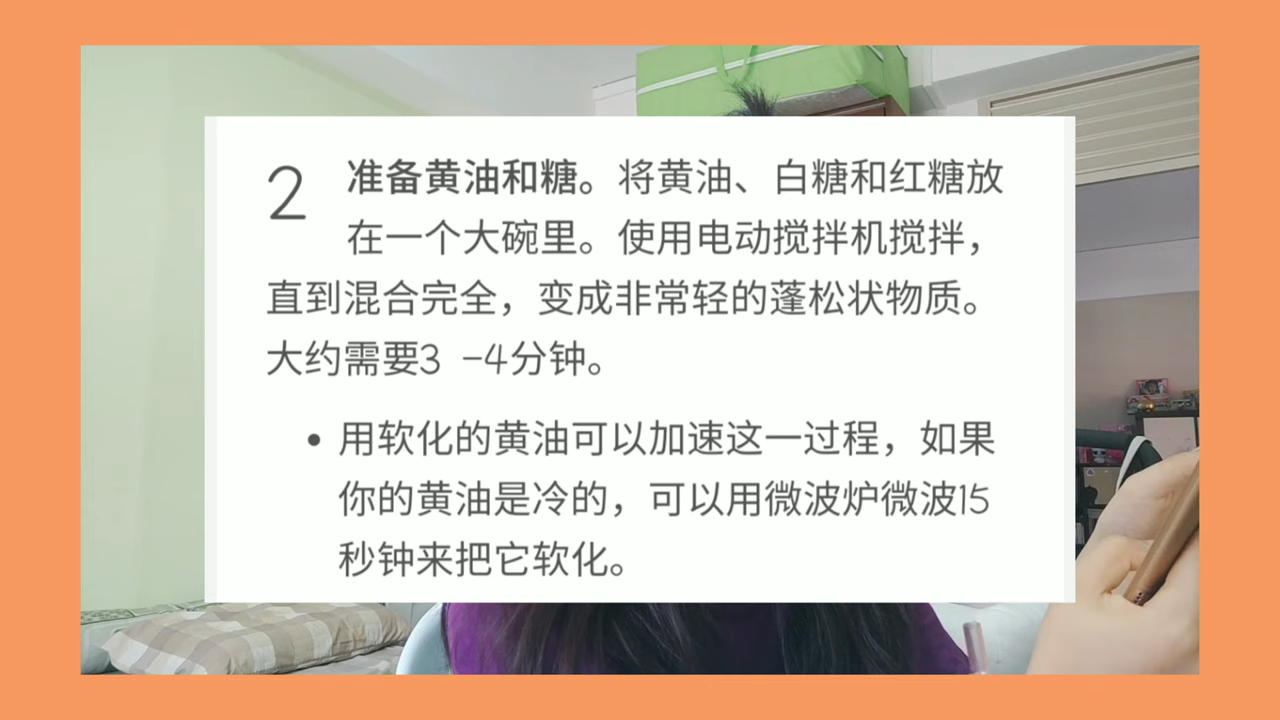 2 准备黄油和糖。将黄油、白糖和红糖放
在一个大碗里。使用电动搅拌机搅拌，
直到混合完全，变成非常轻的蓬松状物质。
大约需要3 -4分钟。
• 用软化的黄油可以加速这一过程，如果
你的黄油是冷的，可以用微波炉微波15
秒钟来把它软化。